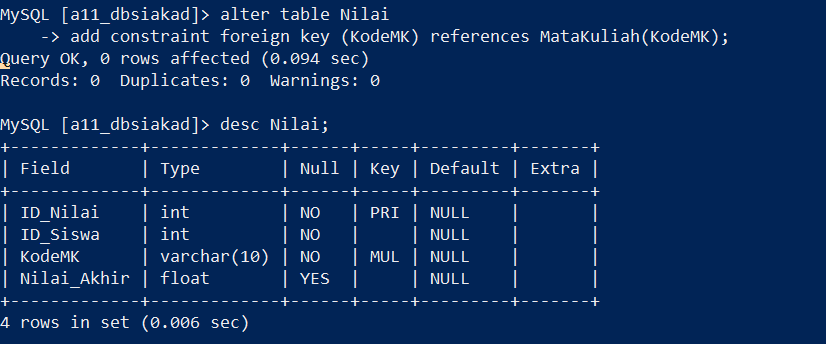 MySQL [a11_dbsiakad]> alter table Nilai
    -> add constraint foreign key (KodeMK) references MataKuliah(KodeMK);
Query OK, 0 rows affected (0.094 sec)
Records: 0  Duplicates: 0  Warnings: 0

MySQL [a11_dbsiakad]> desc Nilai;
+-------------+-------------+------+-----+---------+-------+
| Field       | Type        | Null | Key | Default | Extra |
+-------------+-------------+------+-----+---------+-------+
| ID_Nilai    | int         | NO   | PRI | NULL    |       |
| ID_Siswa    | int         | NO   |     | NULL    |       |
| KodeMK      | varchar(10) | NO   | MUL | NULL    |       |
| Nilai_Akhir | float       | YES  |     | NULL    |       |
+-------------+-------------+------+-----+---------+-------+
4 rows in set (0.006 sec)